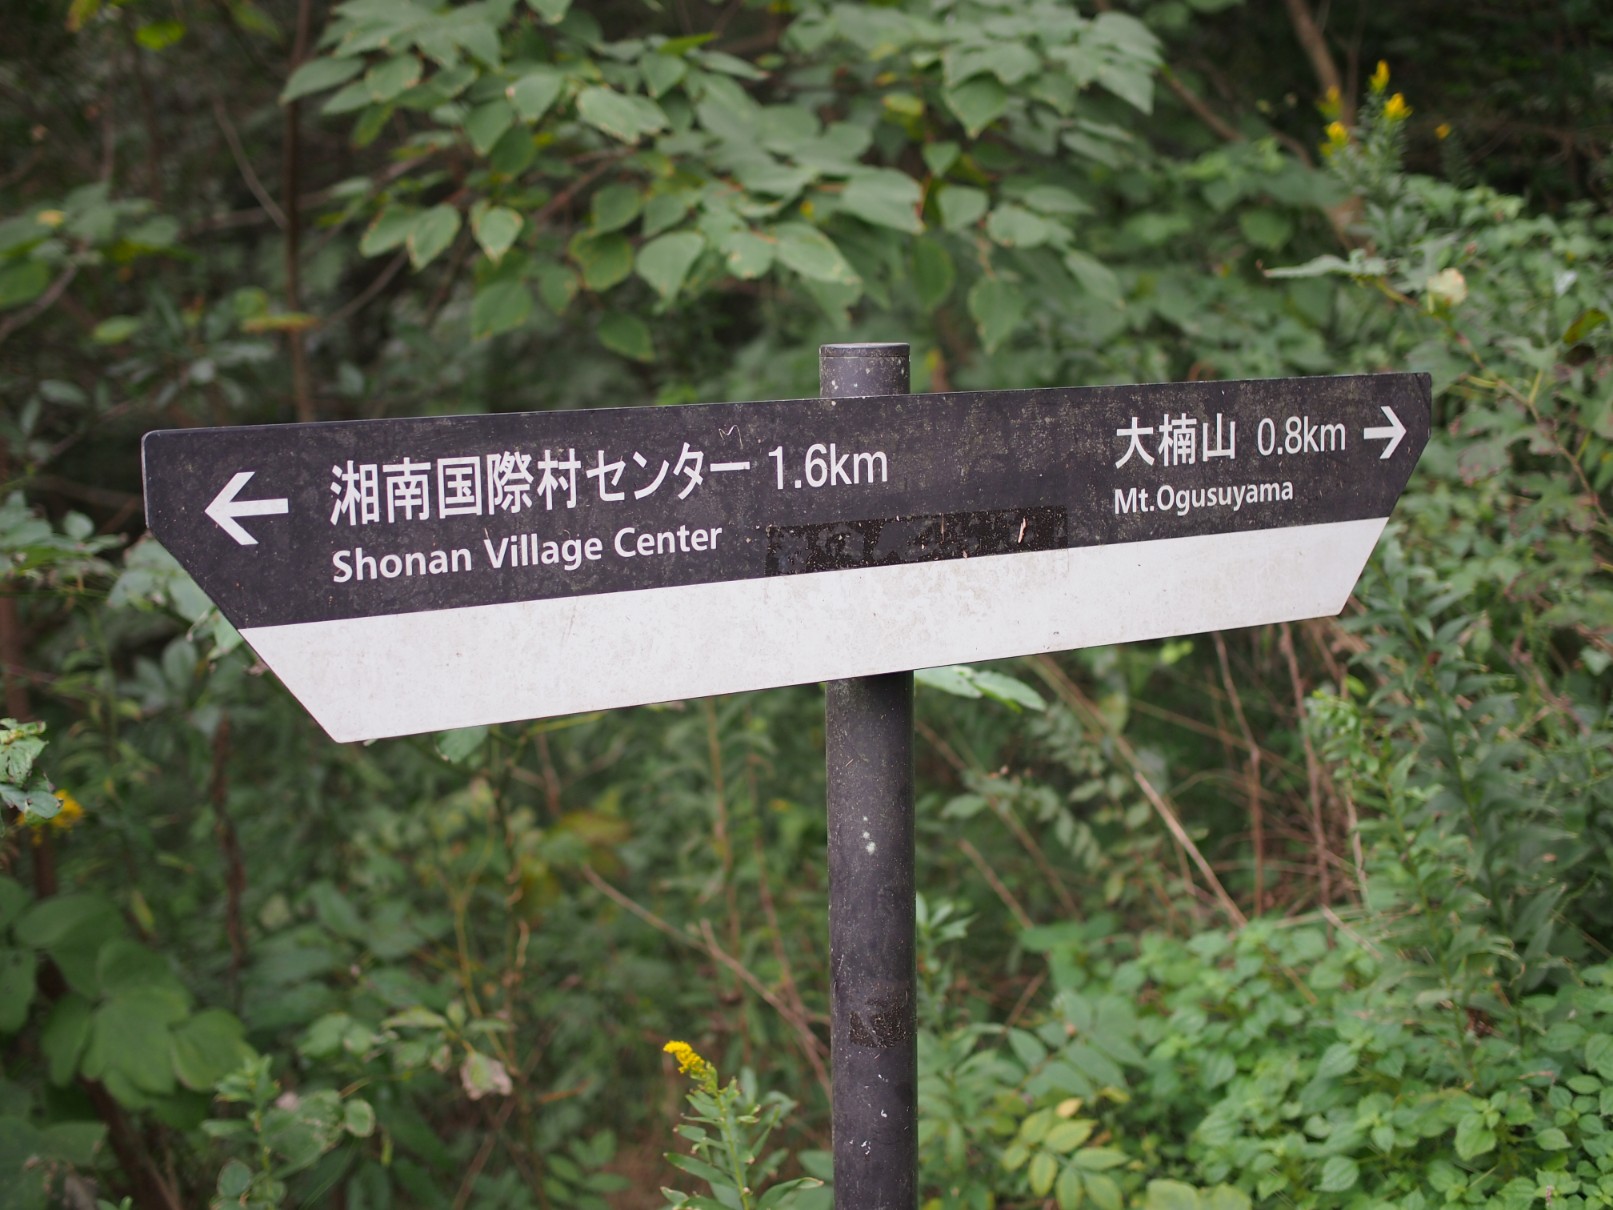 ← 湘南国際村センター 1.6km
Shonan Village Center
大楠山 0.8km →
Mt.Ogusuyama